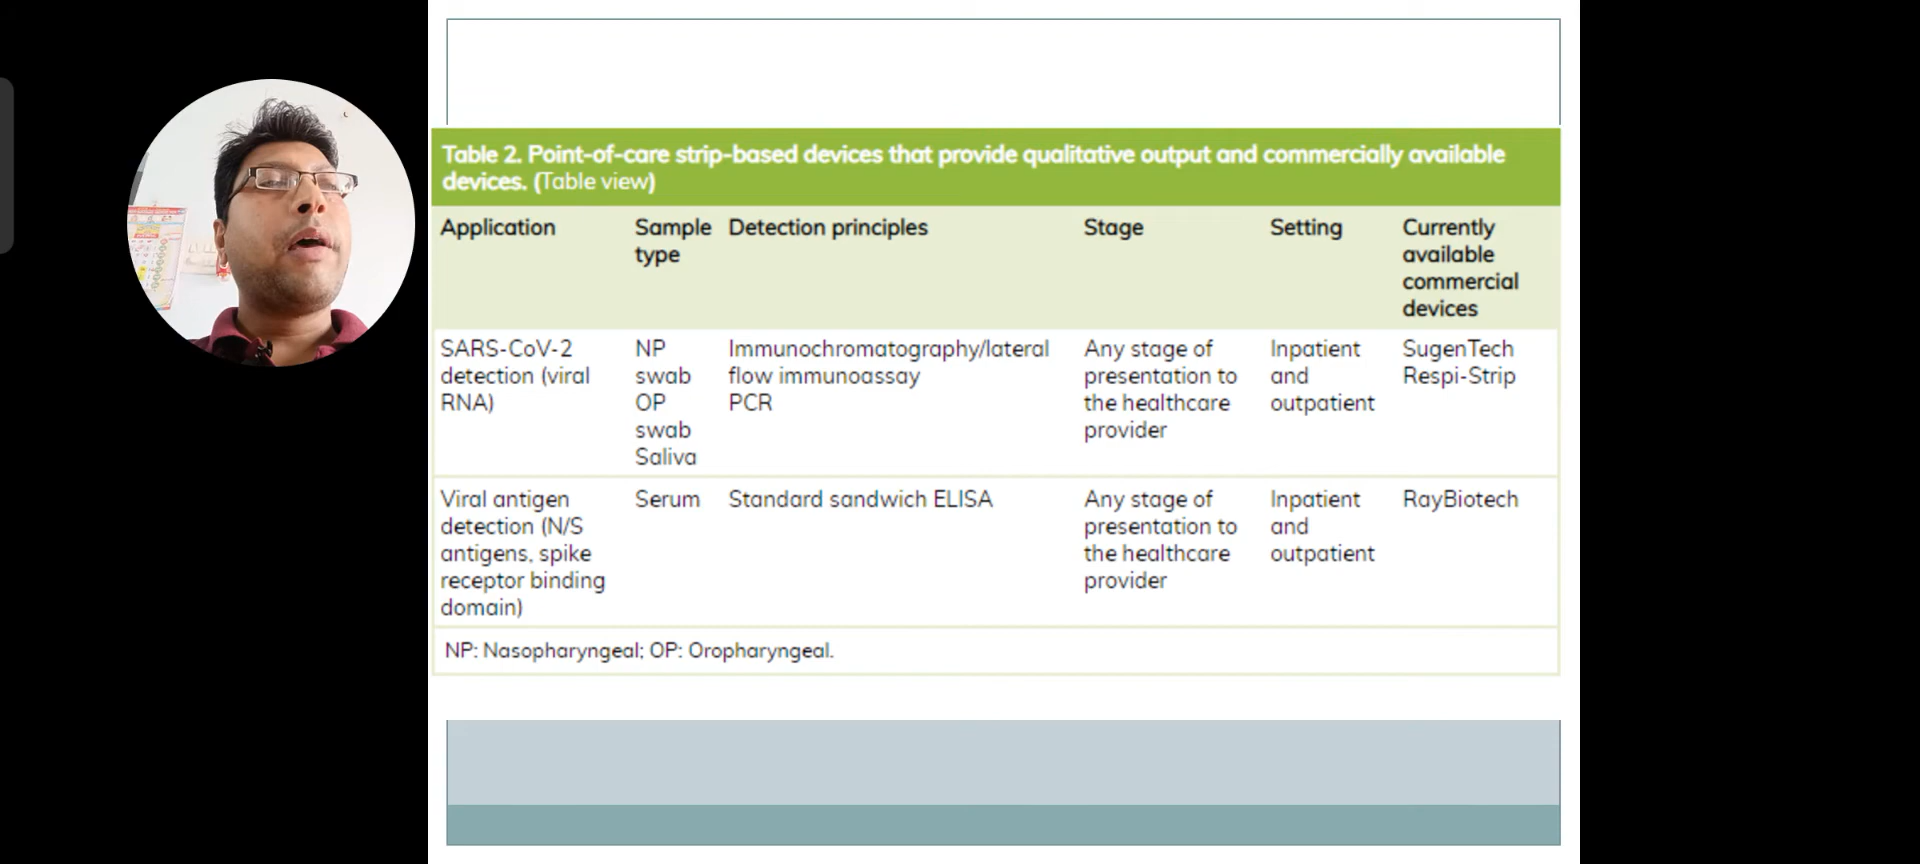 Table 2. Point-of-care strip-based devices that provide qualitative output and commercially available
devices. (Table view)
Application
Sample
type
Detection principles
Stage
Setting
Currently
available
commercial
devices
SARS-CoV-2
detection (viral
RNA)
NP
swab
OP
swab
Saliva
Immunochromatography/lateral
flow immunoassay
PCR
Any stage of
presentation to
the healthcare
provider
Inpatient
and
outpatient
SugenTech
Respi-Strip
Viral antigen
detection (N/S
antigens, spike
receptor binding
domain)
Serum
Standard sandwich ELISA
Any stage of
presentation to
the healthcare
provider
Inpatient
and
outpatient
RayBiotech
NP: Nasopharyngeal; OP: Oropharyngeal.